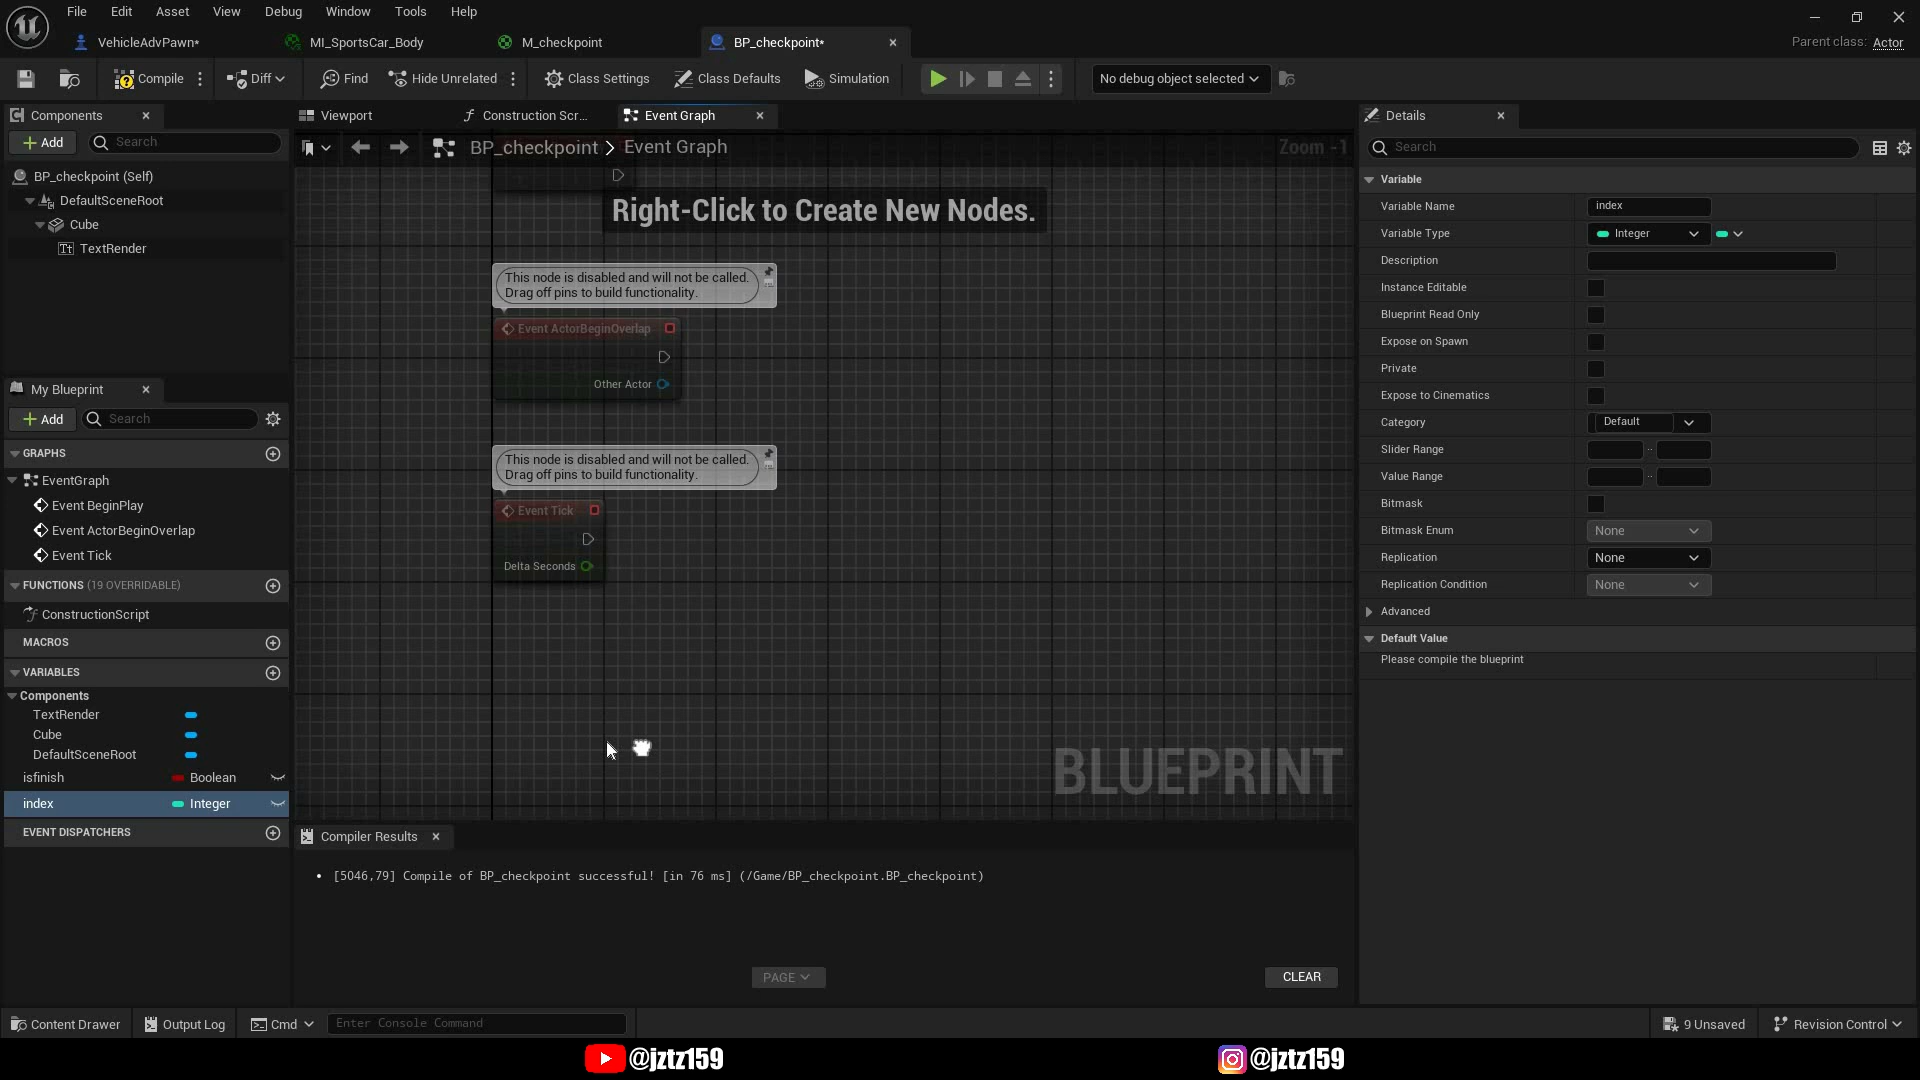 File Edit Asset View Debug Window Tools Help
VehicleAdvPawn* MI_SportsCar_Body M_checkpoint BP_checkpoint*
Parent class: Actor
Compile Diff Find Hide Unrelated Class Settings Class Defaults Simulation No debug object selected
Components
Add Search
BP_checkpoint (Self)
DefaultSceneRoot
Cube
TextRender
My Blueprint
Add Search
GRAPHS
EventGraph
Event BeginPlay
Event ActorBeginOverlap
Event Tick
FUNCTIONS (19 OVERRIDABLE)
ConstructionScript
MACROS
VARIABLES
Components
TextRender
Cube
DefaultSceneRoot
isfinish Boolean
index Integer
EVENT DISPATCHERS
Viewport Construction Scr... Event Graph
BP_checkpoint > Event Graph Zoom -1
Right-Click to Create New Nodes.
This node is disabled and will not be called.
Drag off pins to build functionality.
Event ActorBeginOverlap
Other Actor
This node is disabled and will not be called.
Drag off pins to build functionality.
Event Tick
Delta Seconds
BLUEPRINT
Compiler Results
• [5046,79] Compile of BP_checkpoint successful! [in 76 ms] (/Game/BP_checkpoint.BP_checkpoint)
PAGE CLEAR
Details
Search
Variable
Variable Name index
Variable Type Integer
Description
Instance Editable
Blueprint Read Only
Expose on Spawn
Private
Expose to Cinematics
Category Default
Slider Range ..
Value Range ..
Bitmask
Bitmask Enum None
Replication None
Replication Condition None
Advanced
Default Value
Please compile the blueprint
Content Drawer Output Log Cmd Enter Console Command 9 Unsaved Revision Control
@jztz159 @jztz159